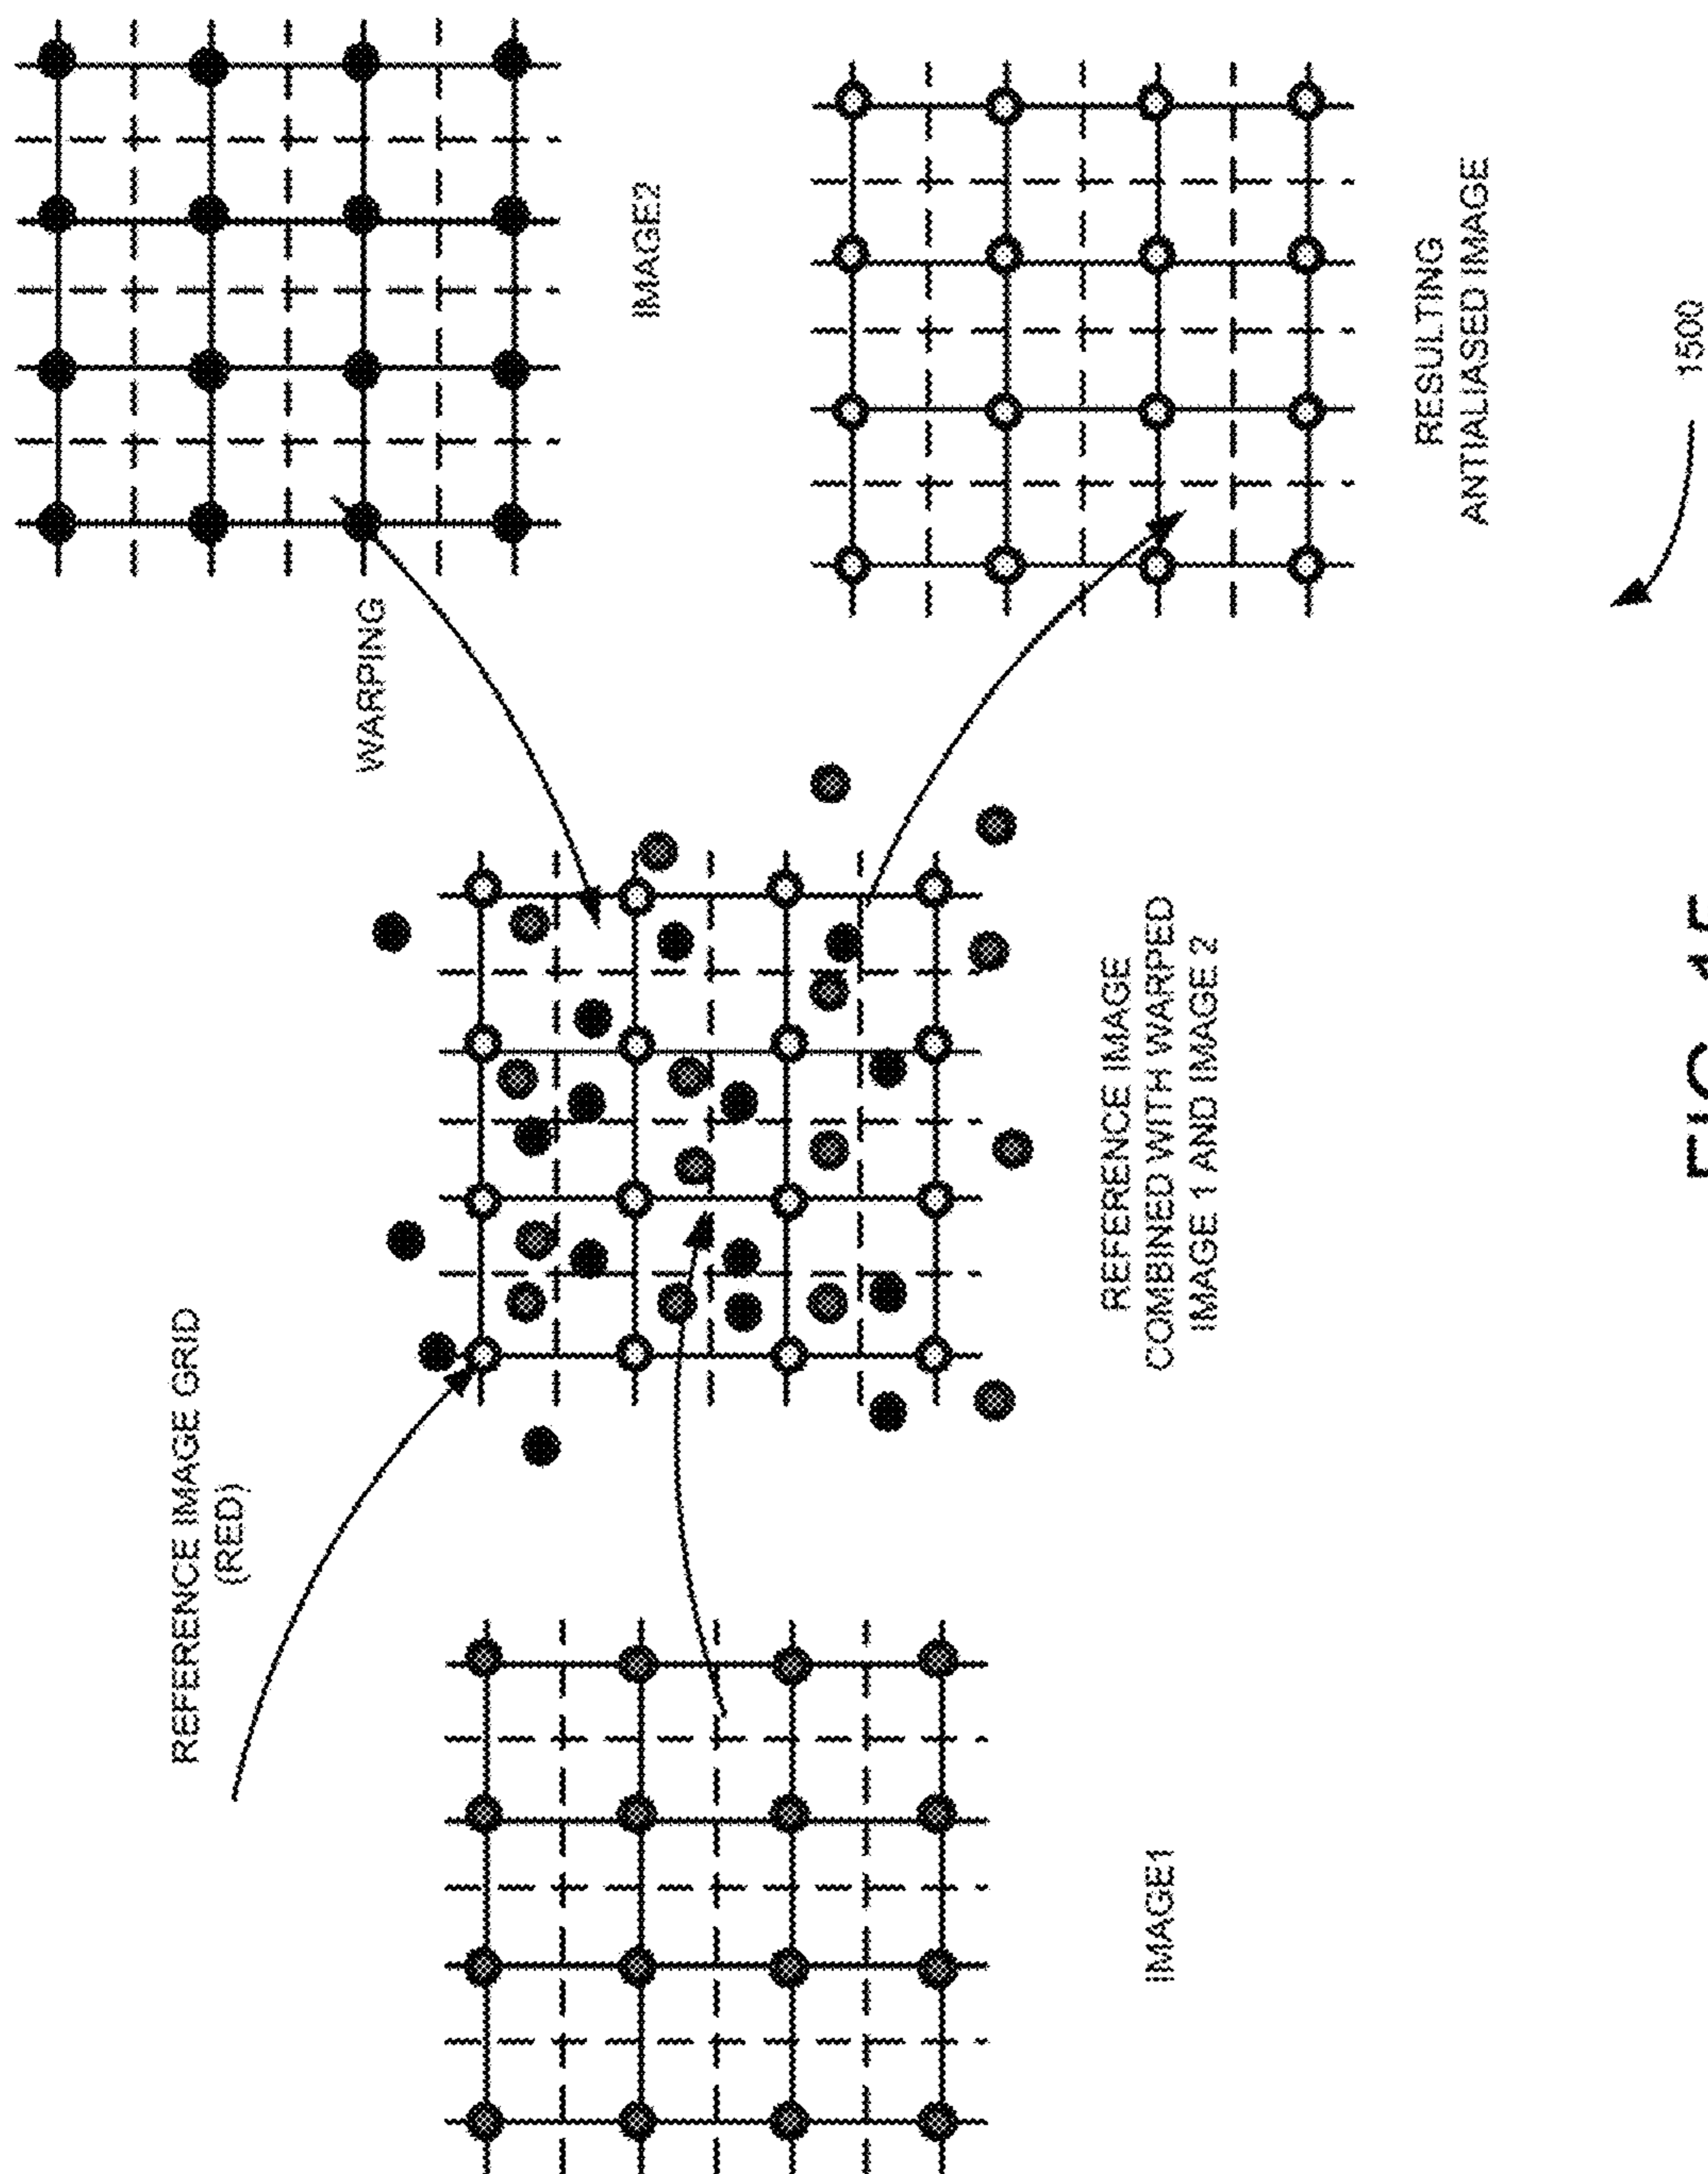 REFERENCE IMAGE GRID
(RED)
WARPING
IMAGE2
IMAGE1
REFERENCE IMAGE
COMBINED WITH WARPED
IMAGE 1 AND IMAGE 2
RESULTING
ANTIALIASED IMAGE
1500